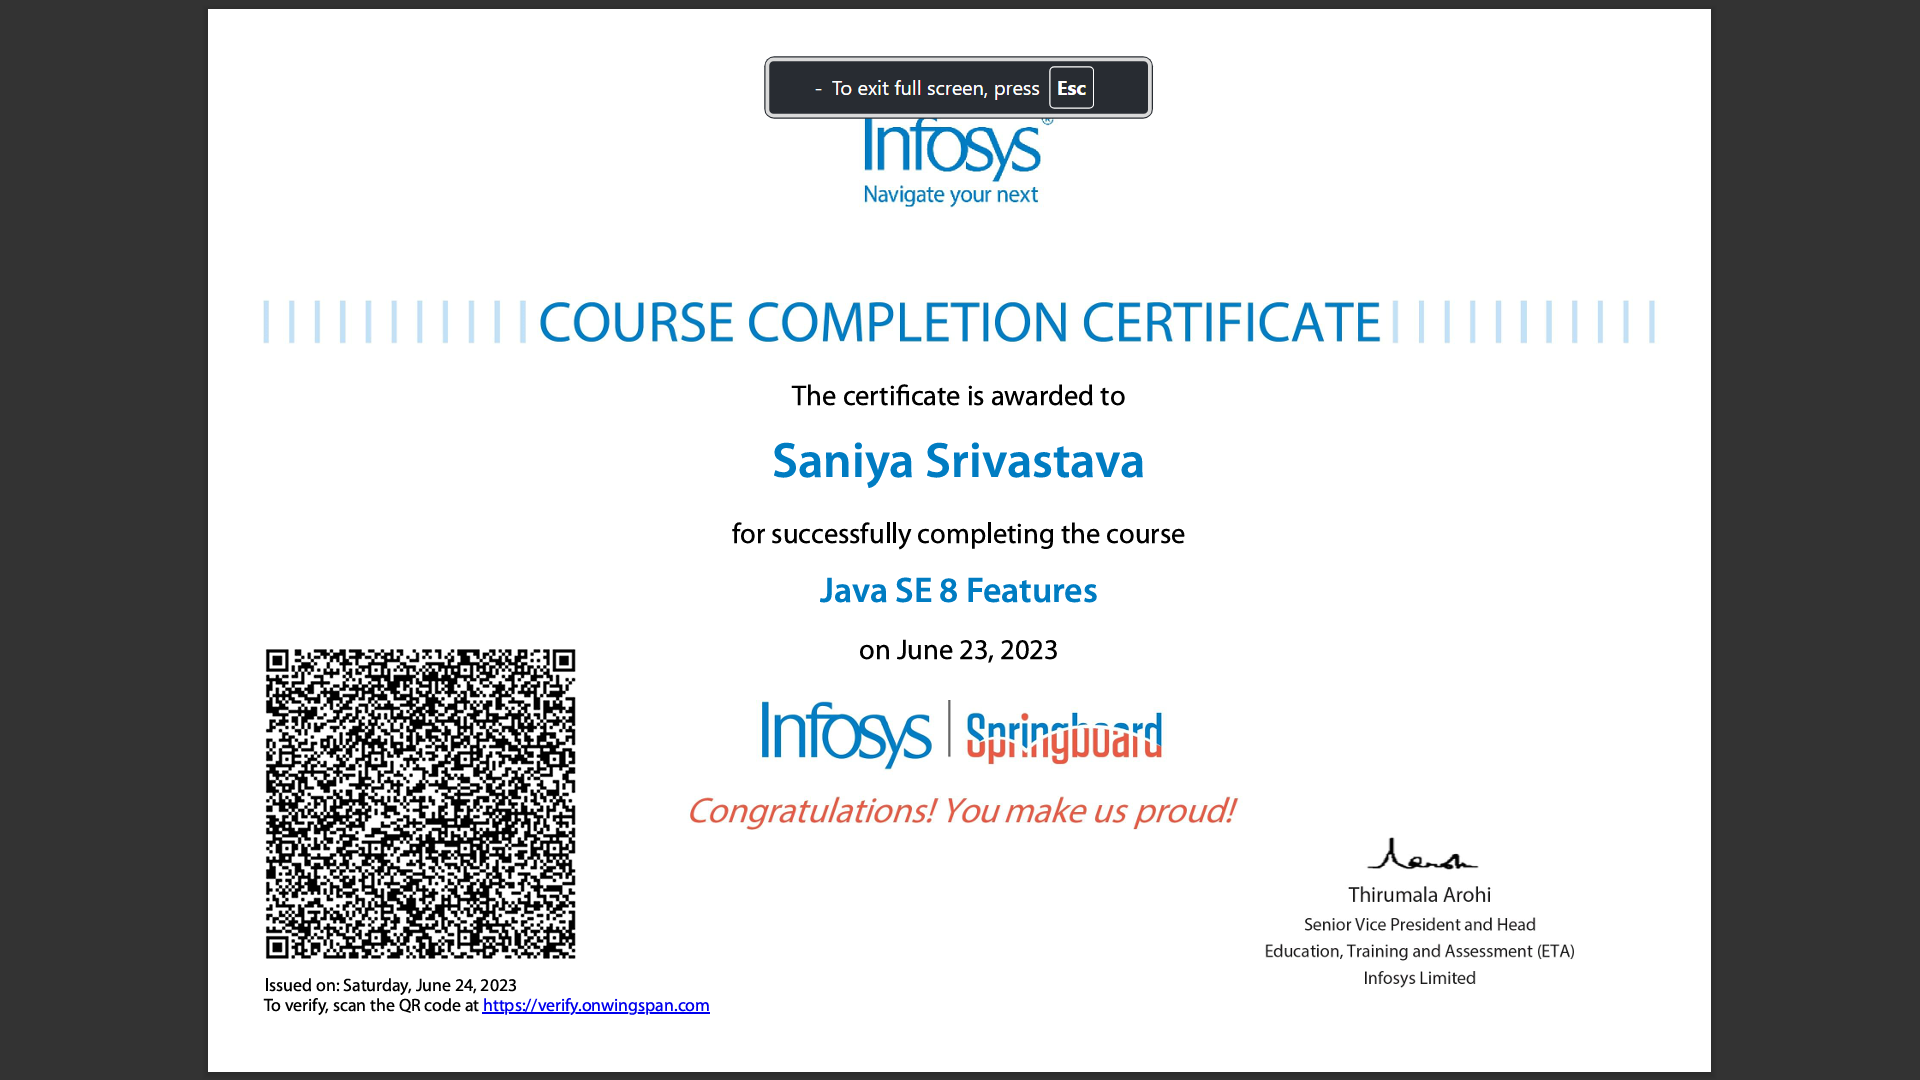 - To exit full screen, press Esc
Infosys®
Navigate your next
COURSE COMPLETION CERTIFICATE
The certificate is awarded to
Saniya Srivastava
for successfully completing the course
Java SE 8 Features
on June 23, 2023
Infosys | Springboard
Congratulations! You make us proud!
Thirumala Arohi
Senior Vice President and Head
Education, Training and Assessment (ETA)
Infosys Limited
Issued on: Saturday, June 24, 2023
To verify, scan the QR code at https://verify.onwingspan.com